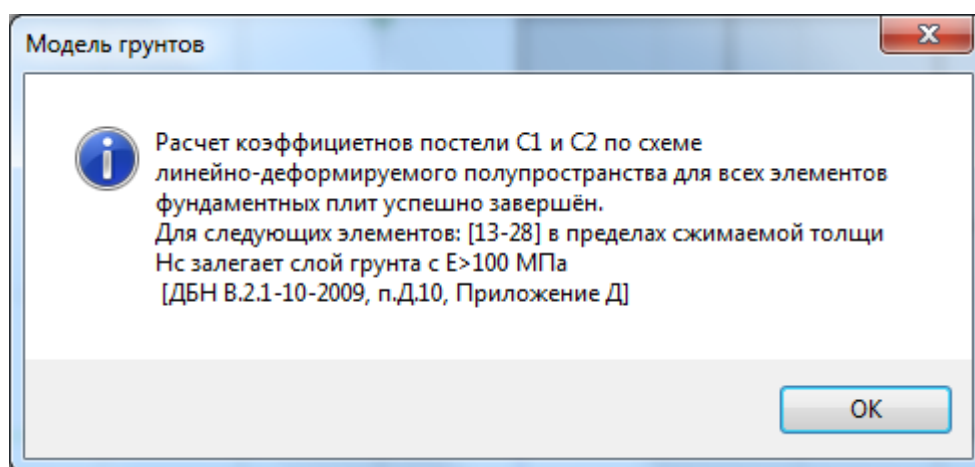 Модель грунтов
Расчет коэффициетнов постели С1 и С2 по схеме
линейно-деформируемого полупространства для всех элементов
фундаментных плит успешно завершён.
Для следующих элементов: [13-28] в пределах сжимаемой толщи
Hc залегает слой грунта с E>100 МПа
[ДБН В.2.1-10-2009, п.Д.10, Приложение Д]
ОК